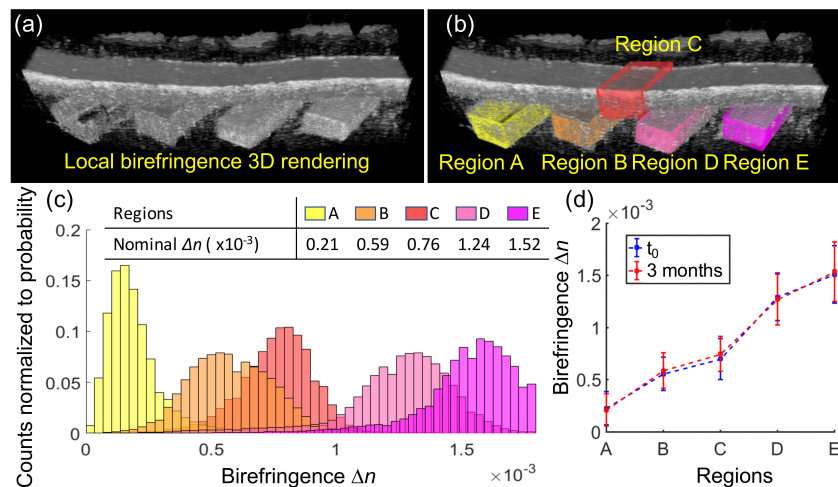 (a)
Local birefringence 3D rendering
(b)
Region C
Region A
Region B
Region D
Region E
(c)
Regions A B C D E
Nominal Δn ( x10-3) 0.21 0.59 0.76 1.24 1.52
Counts normalized to probability
0.2
0.15
0.1
0.05
0
0 0.5 1 1.5
×10-3
Birefringence Δn
(d)
×10-3
2
1.5
1
0.5
0
Birefringence Δn
t0
3 months
A B C D E
Regions